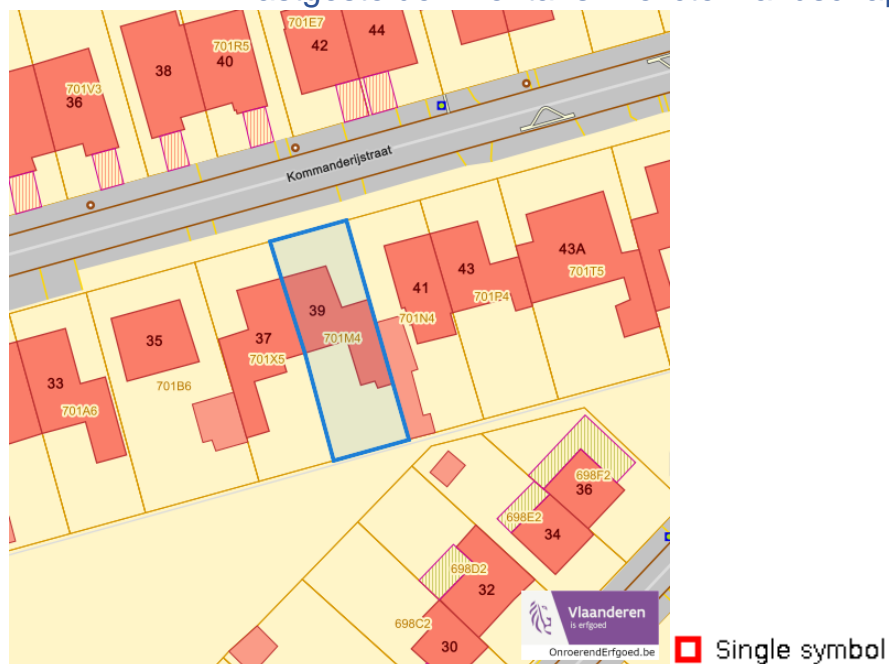 701E7
44
42
701R5
40
38
701V3
36
Kommanderijstraat
43A
701T5
43
701P4
41
701N4
39
701M4
37
701X5
35
701B6
33
701A6
698F2
36
698E2
34
698D2
32
698C2
30
Vlaanderen
is erfgoed
OnroerendErfgoed.be
Single symbol